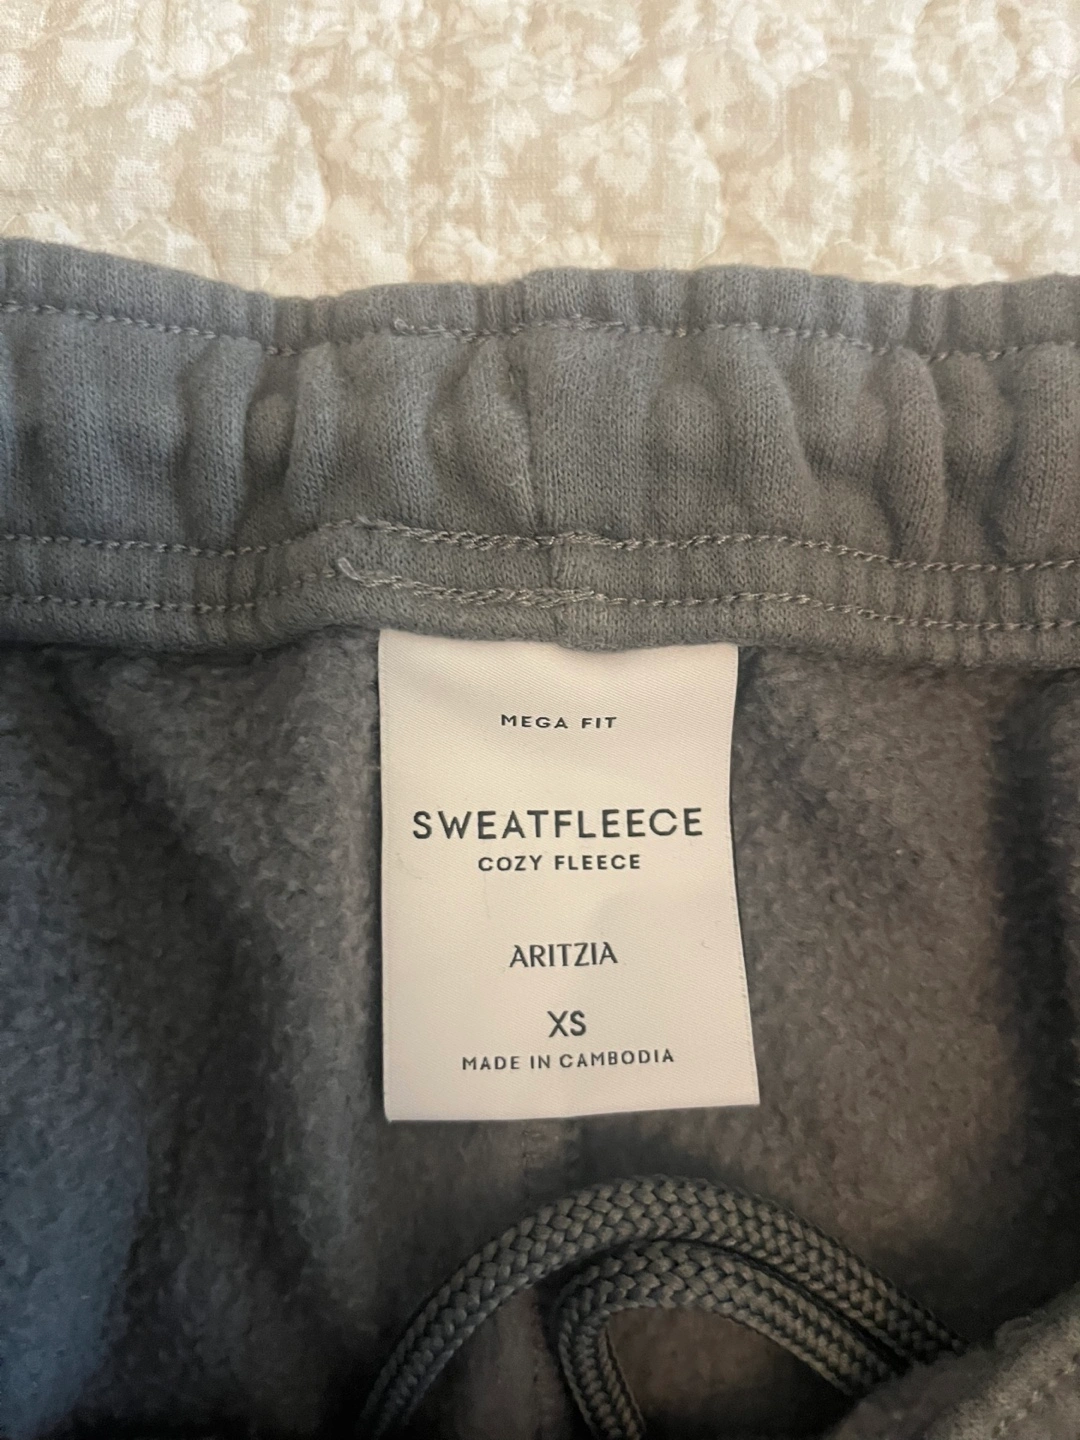 MEGA FIT
SWEATFLEECE
COZY FLEECE
ARITZIA
XS
MADE IN CAMBODIA